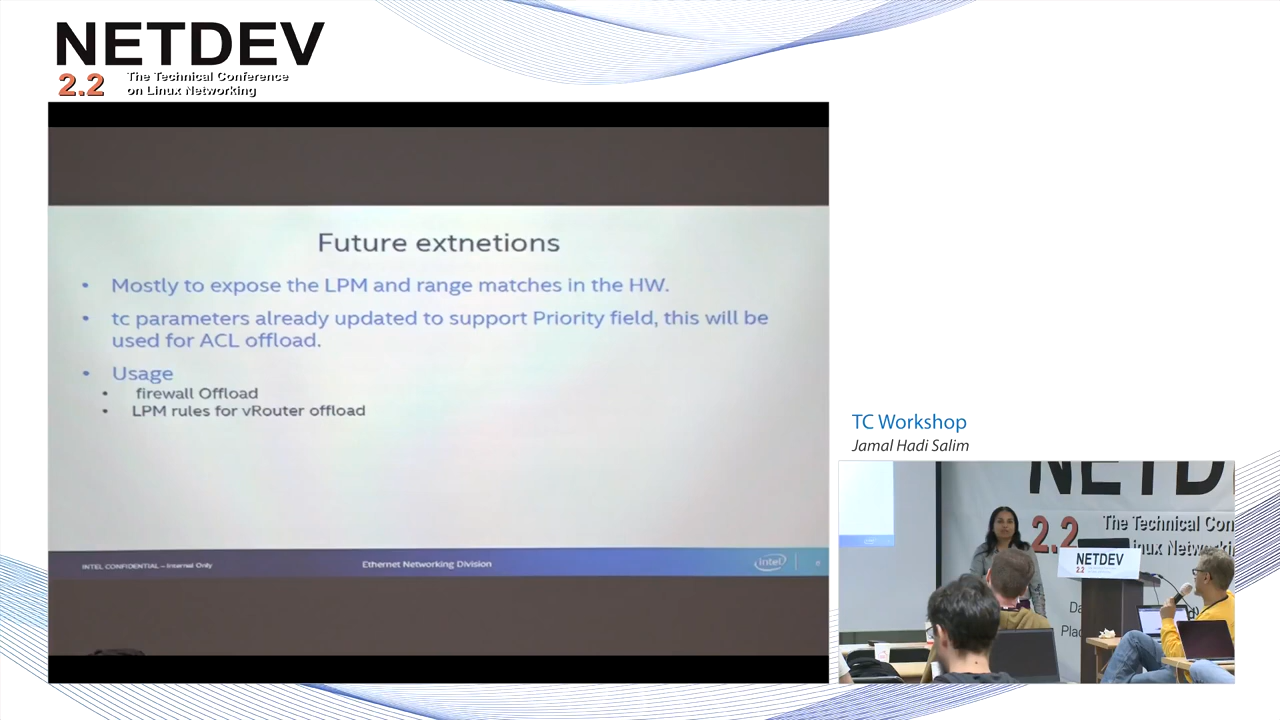 NETDEV
2.2 The Technical Conference
on Linux Networking
Future extnetions
• Mostly to expose the LPM and range matches in the HW.
• tc parameters already updated to support Priority field, this will be
used for ACL offload.
• Usage
• firewall Offload
• LPM rules for vRouter offload
INTEL CONFIDENTIAL – Internal Only
Ethernet Networking Division
intel
TC Workshop
Jamal Hadi Salim
NETD
2.2 The Technical Con
Linux Networki
NETDEV
2.2
Da
Plac